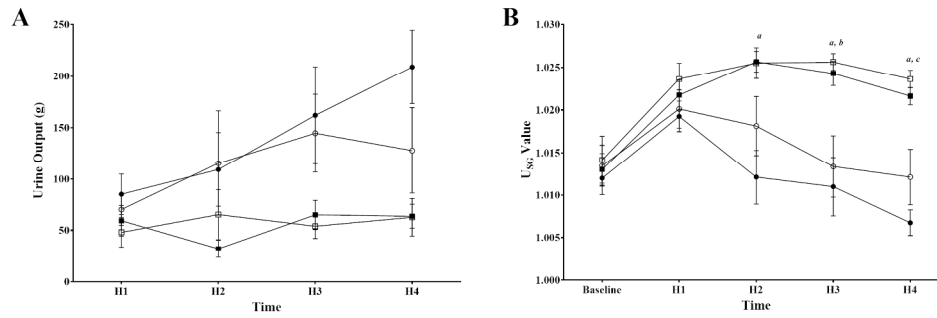 A
Urine Output (g)
250
200
150
100
50
0
H1 H2 H3 H4
Time
B
U_SG Value
1.030
1.025
1.020
1.015
1.010
1.005
1.000
a
a, b
a, c
Baseline H1 H2 H3 H4
Time